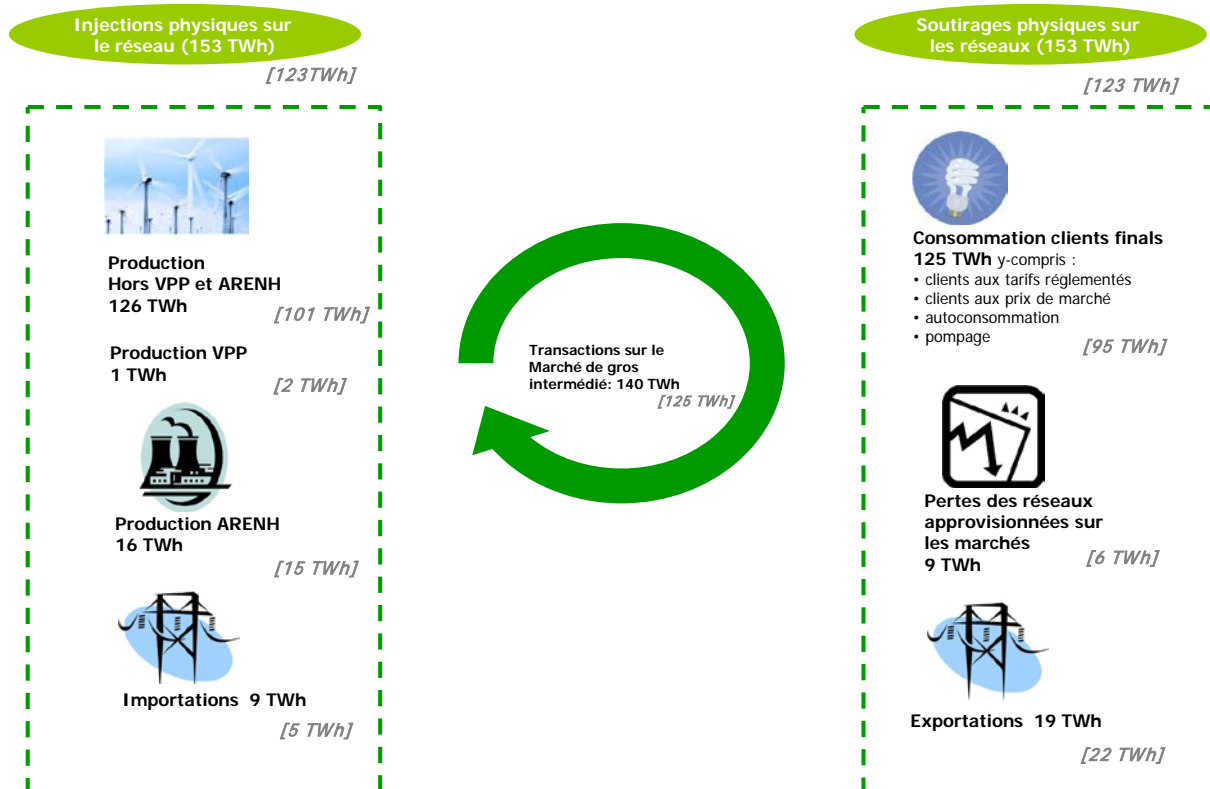 Injections physiques sur
le réseau (153 TWh)
[123TWh]
Production
Hors VPP et ARENH
126 TWh
[101 TWh]
Production VPP
1 TWh
[2 TWh]
Production ARENH
16 TWh
[15 TWh]
Importations 9 TWh
[5 TWh]
Transactions sur le
Marché de gros
intermédié: 140 TWh
[125 TWh]
Soutirages physiques sur
les réseaux (153 TWh)
[123 TWh]
Consommation clients finals
125 TWh y-compris :
• clients aux tarifs réglementés
• clients aux prix de marché
• autoconsommation
• pompage
[95 TWh]
Pertes des réseaux
approvisionnées sur
les marchés
9 TWh
[6 TWh]
Exportations 19 TWh
[22 TWh]